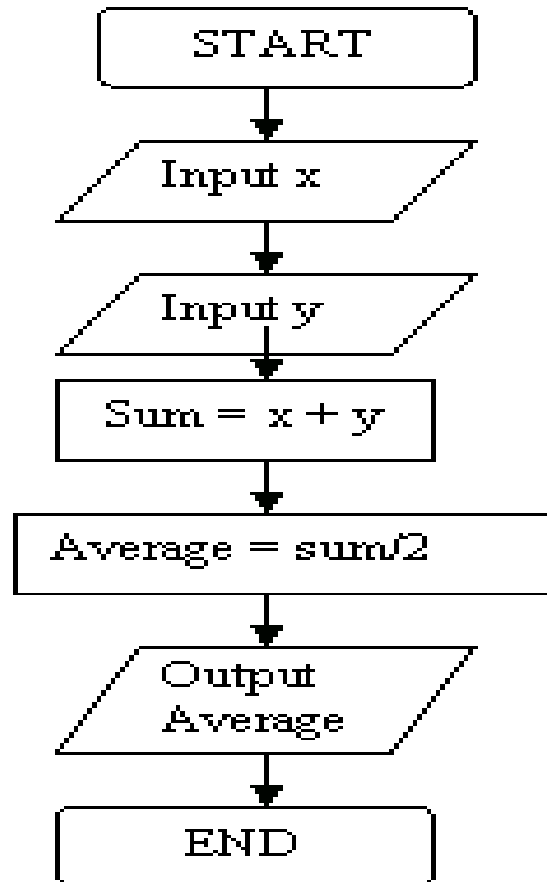 START
Input x
Input y
Sum = x + y
Average = sum/2
Output
Average
END